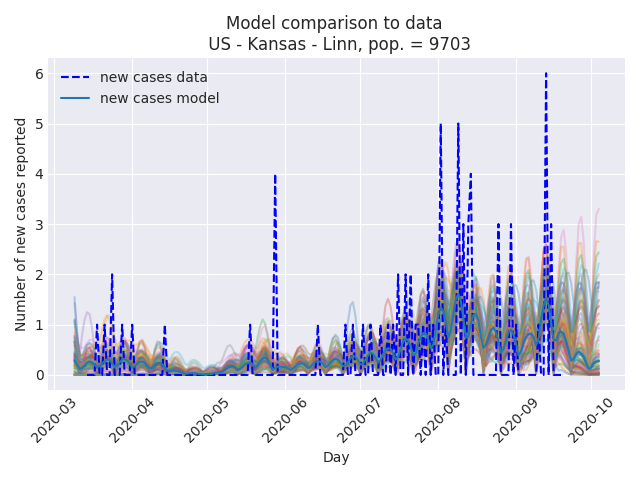 Model comparison to data
US - Kansas - Linn, pop. = 9703
new cases data
new cases model
Number of new cases reported
6
5
4
3
2
1
0
2020-03
2020-04
2020-05
2020-06
2020-07
2020-08
2020-09
2020-10
Day